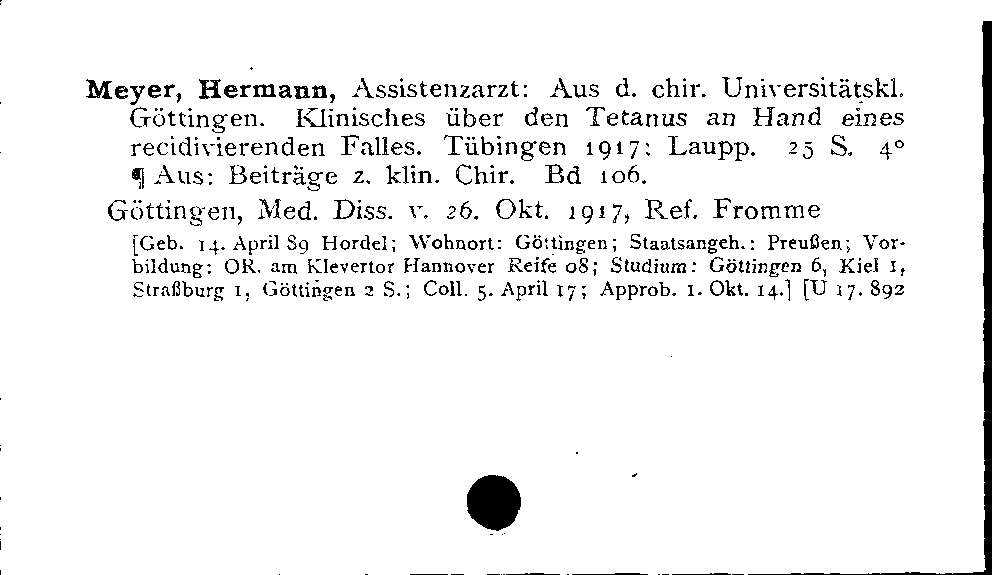 Meyer, Hermann, Assistenzarzt: Aus d. chir. Universitätskl.
Göttingen. Klinisches über den Tetanus an Hand eines
recidivierenden Falles. Tübingen 1917: Laupp. 25 S. 4°
¶ Aus: Beiträge z. klin. Chir. Bd 106.
Göttingen, Med. Diss. v. 26. Okt. 1917, Ref. Fromme
[Geb. 14. April 89 Hordel; Wohnort: Göttingen; Staatsangeh.: Preußen; Vor-
bildung: OR. am Klevertor Hannover Reife 08; Studium: Göttingen 6, Kiel 1,
Straßburg 1, Göttingen 2 S.; Coll. 5. April 17; Approb. 1. Okt. 14.] [U 17. 892